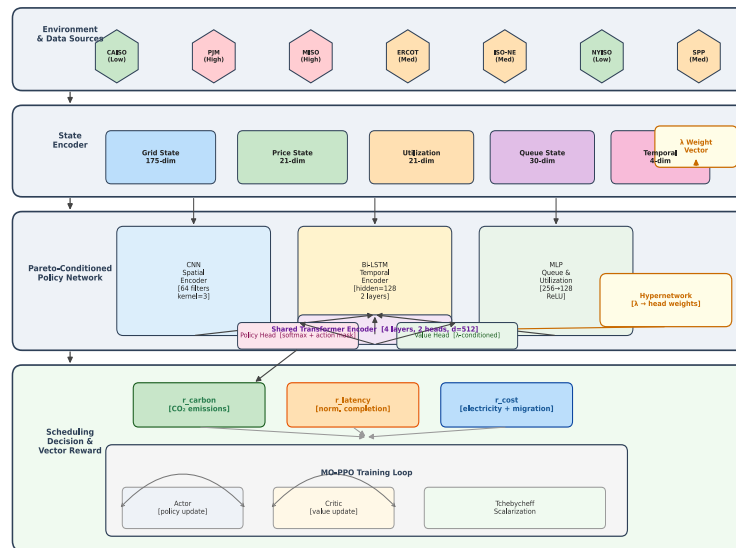 Environment
& Data Sources
CAISO
(Low)
PJM
(High)
MISO
(High)
ERCOT
(Med)
ISO-NE
(Med)
NYISO
(Low)
SPP
(Med)
State
Encoder
Grid State
175-dim
Price State
21-dim
Utilization
21-dim
Queue State
30-dim
Temporal
4-dim
λ Weight
Vector
Pareto-Conditioned
Policy Network
CNN
Spatial
Encoder
[64 filters
kernel=3]
Bi-LSTM
Temporal
Encoder
[hidden=128
2 layers]
MLP
Queue &
Utilization
[256→128
ReLU]
Hypernetwork
[λ → head weights]
Shared Transformer Encoder [4 layers, 2 heads, d=512]
Policy Head [softmax + action mask]
Value Head [λ-conditioned]
Scheduling
Decision &
Vector Reward
r_carbon
[CO₂ emissions]
r_latency
[norm. completion]
r_cost
[electricity + migration]
MO-PPO Training Loop
Actor
[policy update]
Critic
[value update]
Tchebycheff
Scalarization